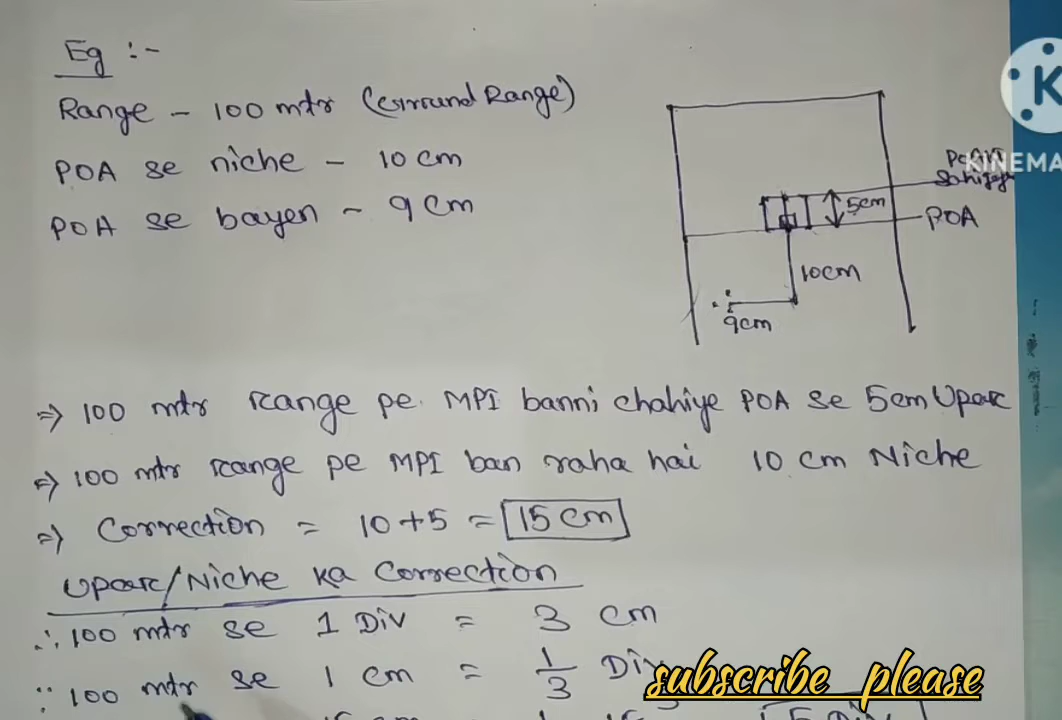 Eg :-
Range - 100 mtr (Ground Range)
POA se niche - 10 cm
POA se bayen - 9 cm
5cm
POA
10cm
9cm
K
KINEMA
⇒ 100 mtr range pe MPI banni chahiye POA se 5cm Upar
⇒ 100 mtr range pe MPI ban raha hai 10 cm Niche
⇒ Correction = 10+5 = 15 cm
Upar/Niche ka Correction
∴ 100 mtr se 1 Div = 3 cm
∵ 100 mtr se 1 cm = 1/3 Div
subscribe please